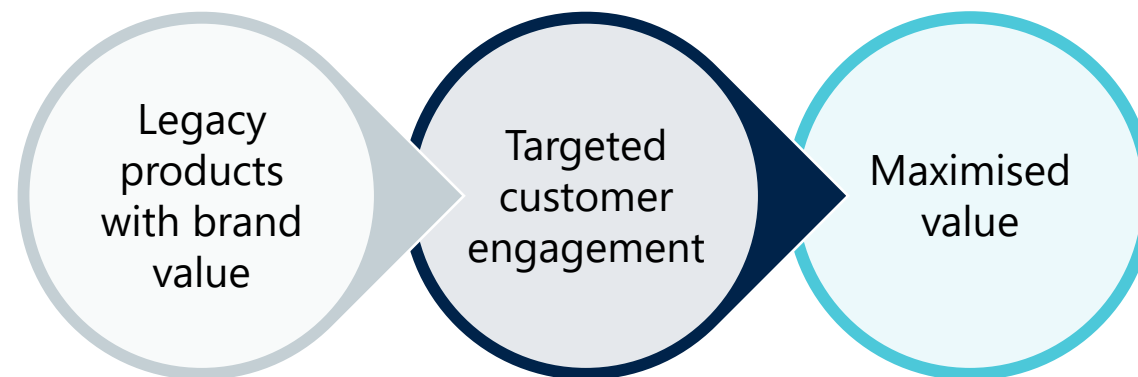 Legacy
products
with brand
value
Targeted
customer
engagement
Maximised
value